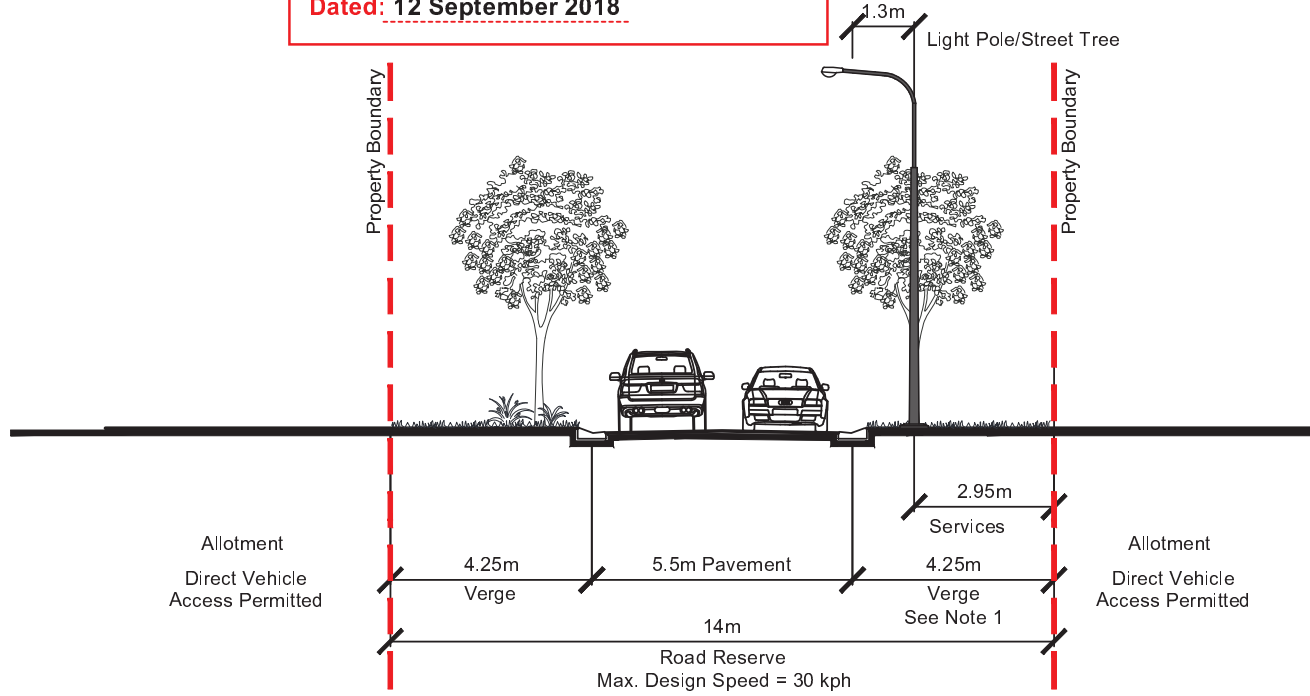 Dated: 12 September 2018
1.3m
Light Pole/Street Tree
Property Boundary
Property Boundary
2.95m
Services
Allotment
Direct Vehicle
Access Permitted
4.25m
Verge
5.5m Pavement
4.25m
Verge
See Note 1
Allotment
Direct Vehicle
Access Permitted
14m
Road Reserve
Max. Design Speed = 30 kph